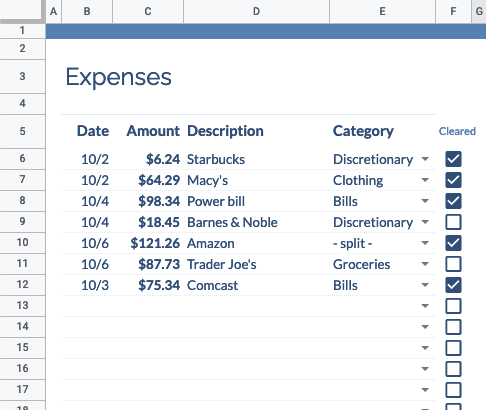 A B C D E F G
1
2
3 Expenses
4
5 Date Amount Description Category Cleared
6 10/2 $6.24 Starbucks Discretionary
7 10/2 $64.29 Macy's Clothing
8 10/4 $98.34 Power bill Bills
9 10/4 $18.45 Barnes & Noble Discretionary
10 10/6 $121.26 Amazon - split -
11 10/6 $87.73 Trader Joe's Groceries
12 10/3 $75.34 Comcast Bills
13
14
15
16
17
18